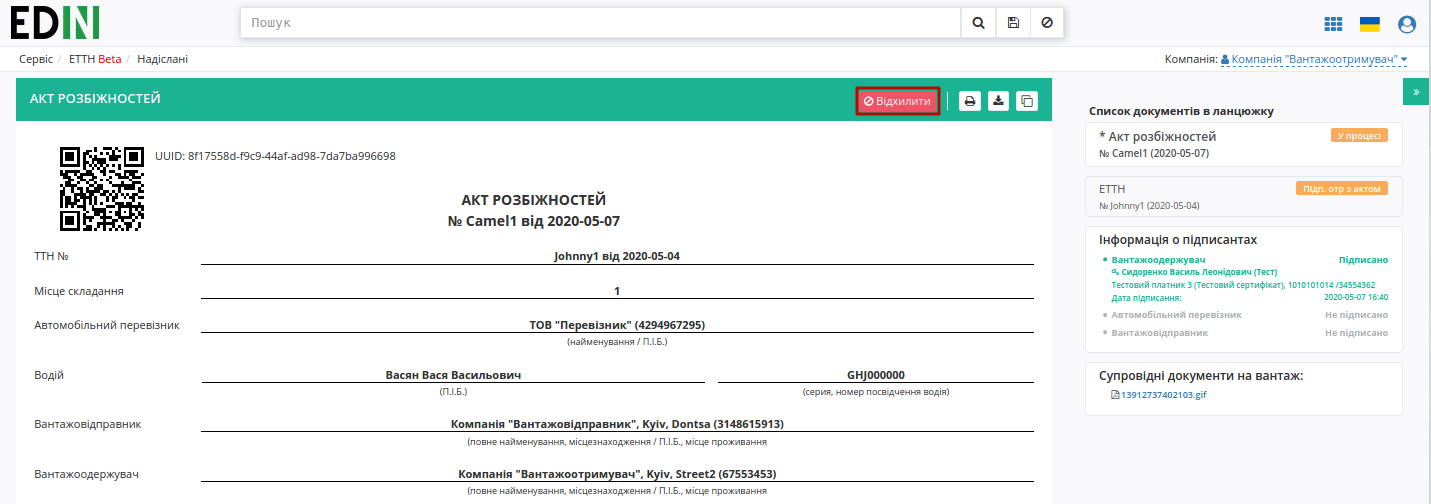 EDIN
Пошук
Сервіс / ЕТТН Beta / Надіслані
Компанія: Компанія "Вантажоотримувач"
АКТ РОЗБІЖНОСТЕЙ
Відхилити
»
UUID: 8f17558d-f9c9-44af-ad98-7da7ba996698
АКТ РОЗБІЖНОСТЕЙ
№ Camel1 від 2020-05-07
ТТН №
Johnny1 від 2020-05-04
Місце складання
1
Автомобільний перевізник
ТОВ "Перевізник" (4294967295)
(найменування / П.І.Б.)
Водій
Васян Вася Васильович
GHJ000000
(П.І.Б.)
(серия, номер посвідчення водія)
Вантажовідправник
Компанія "Вантажовідправник", Kyiv, Dontsa (3148615913)
(повне найменування, місцезнаходження / П.І.Б., місце проживання
Вантажоодержувач
Компанія "Вантажоотримувач", Kyiv, Street2 (67553453)
(повне найменування, місцезнаходження / П.І.Б., місце проживання
Список документів в ланцюжку
* Акт розбіжностей
У процесі
№ Camel1 (2020-05-07)
ЕТТН
Підп. отр з актом
№ Johnny1 (2020-05-04)
Інформація о підписантах
Вантажоодержувач
Підписано
Сидоренко Василь Леонідович (Тест)
Тестовий платник 3 (Тестовий сертифікат), 1010101014 /34554362
Дата підписання:
2020-05-07 16:40
Автомобільний перевізник
Не підписано
Вантажовідправник
Не підписано
Супровідні документи на вантаж:
13912737402103.gif